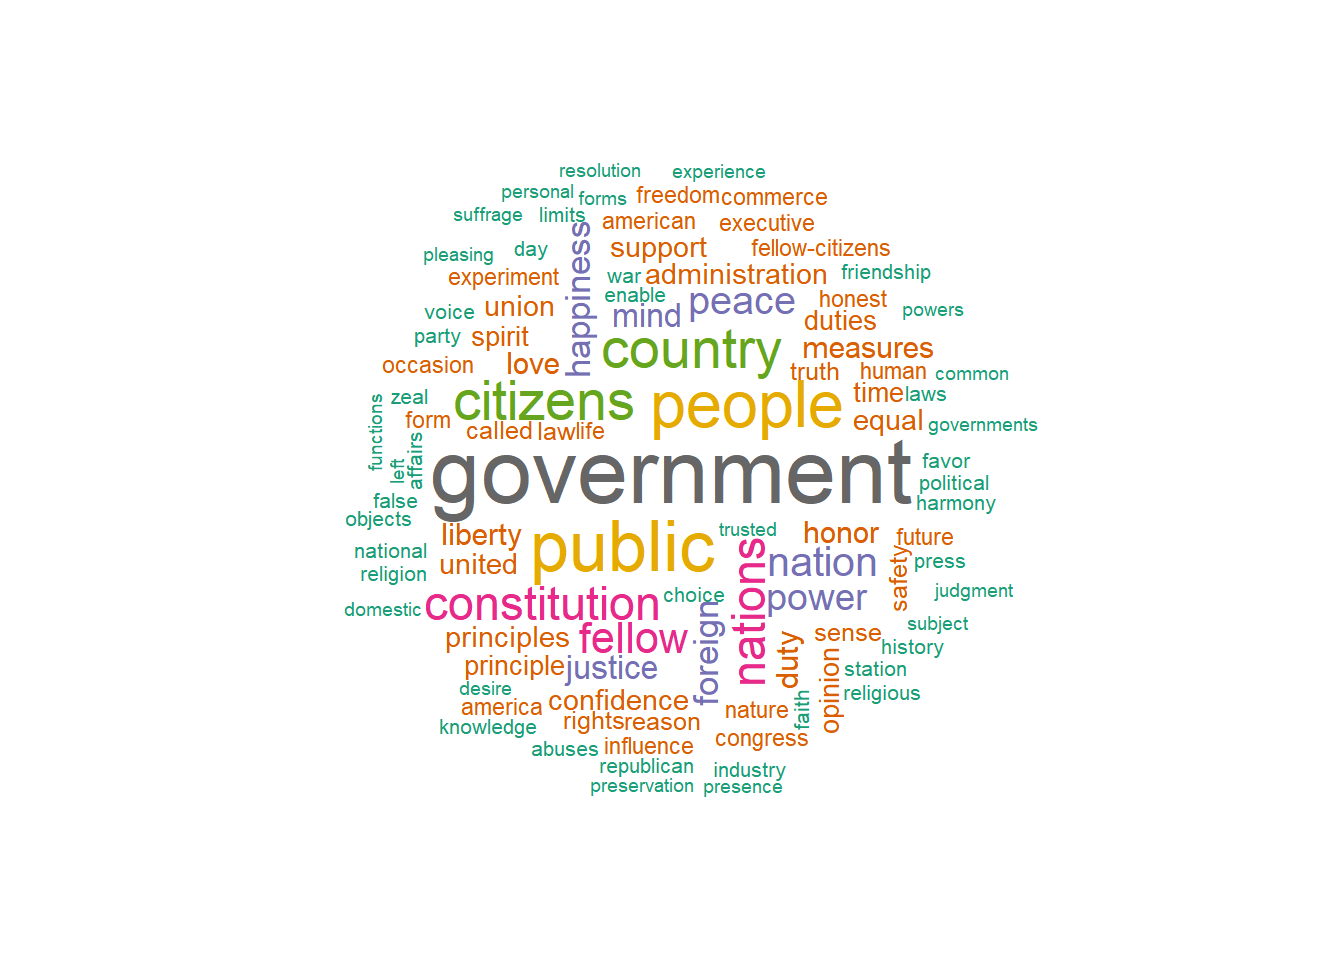 resolution
experience
personal
forms
freedom
commerce
suffrage
limits
american
executive
happiness
support
fellow-citizens
pleasing
day
experiment
war
administration
friendship
enable
peace
honest
voice
union
mind
duties
powers
party
spirit
country
measures
occasion
love
truth
human
common
zeal
citizens
people
time
laws
functions
form
called
law
life
equal
governments
left
affairs
government
favor
political
false
harmony
objects
liberty
public
trusted
honor
future
national
united
nations
nation
safety
press
religion
domestic
constitution
choice
power
judgment
principles
fellow
foreign
duty
sense
subject
history
principle
justice
opinion
station
desire
america
confidence
nature
faith
religious
knowledge
rights
reason
congress
abuses
influence
republican
industry
preservation
presence